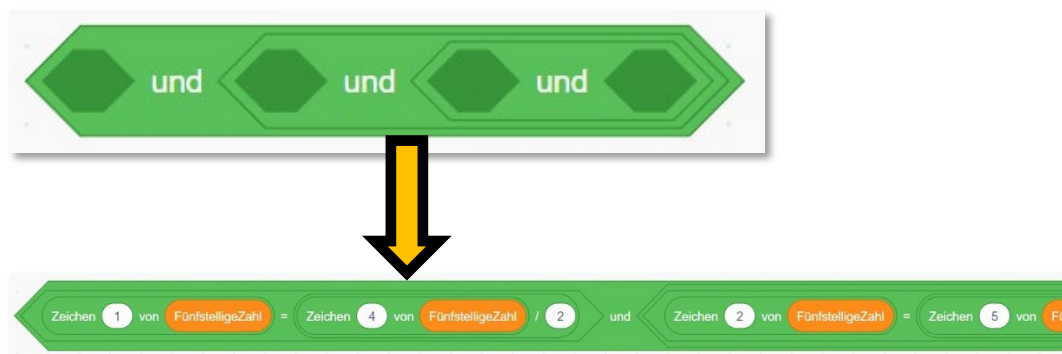 und und und
Zeichen 1 von FünfstelligeZahl = Zeichen 4 von FünfstelligeZahl / 2 und Zeichen 2 von FünfstelligeZahl = Zeichen 5 von